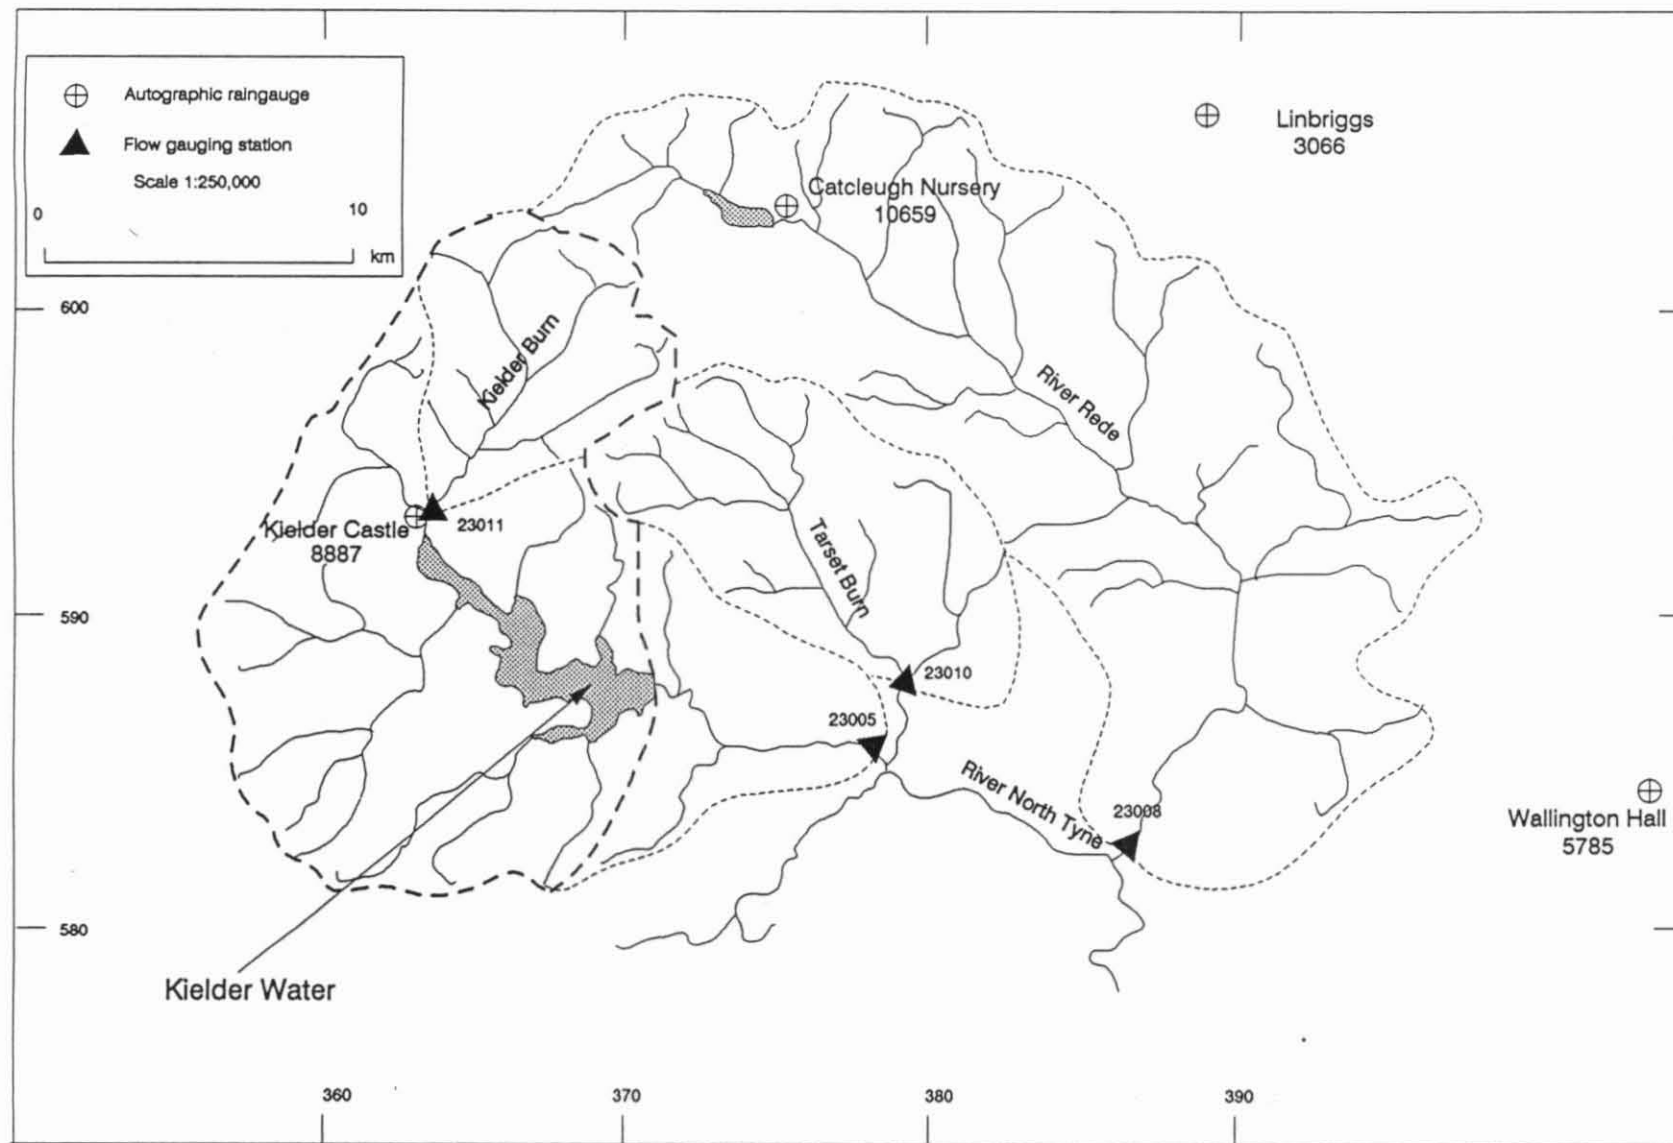 Autographic raingauge
Flow gauging station
Scale 1:250,000
0
10
km
Linbriggs
3066
Catcleugh Nursery
10659
600
Kielder Burn
River Rede
Kielder Castle
8887
23011
Tarset Burn
590
23010
23005
River North Tyne
23008
Wallington Hall
5785
580
Kielder Water
360
370
380
390